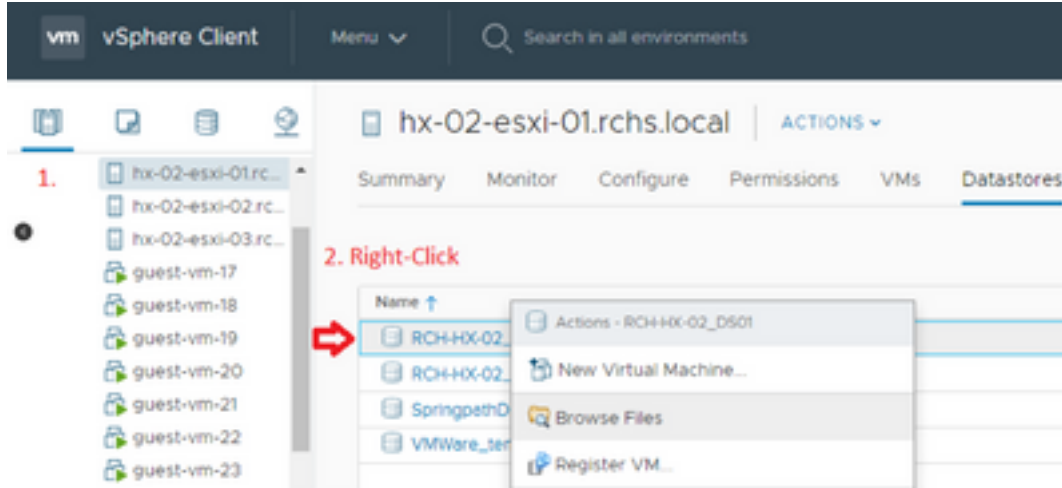 vm vSphere Client Menu Search in all environments
hx-02-esxi-01.rchs.local ACTIONS
Summary Monitor Configure Permissions VMs Datastores
1.
hx-02-esxi-01.rc...
hx-02-esxi-02.rc...
hx-02-esxi-03.rc...
guest-vm-17
guest-vm-18
guest-vm-19
guest-vm-20
guest-vm-21
guest-vm-22
guest-vm-23
2. Right-Click
Name
RCH-HX-02_
RCH-HX-02_
SpringpathD
VMWare_ter
Actions - RCH-HX-02_DS01
New Virtual Machine...
Browse Files
Register VM...